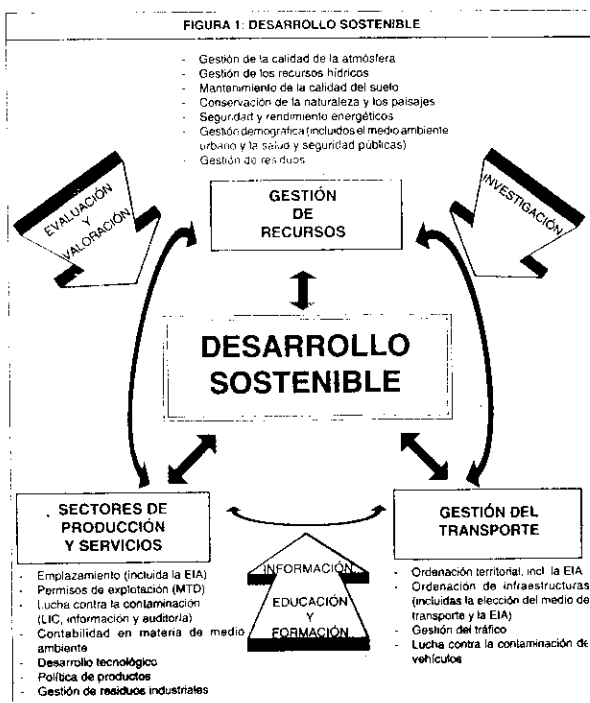 FIGURA 1: DESARROLLO SOSTENIBLE
- Gestión de la calidad de la atmósfera
- Gestión de los recursos hídricos
- Mantenimiento de la calidad del suelo
- Conservación de la naturaleza y los paisajes
- Seguridad y rendimiento energéticos
- Gestión demográfica (incluidos el medio ambiente
urbano y la salud y seguridad públicas)
- Gestión de residuos
EVALUACIÓN
Y
VALORACIÓN
GESTIÓN
DE
RECURSOS
INVESTIGACIÓN
DESARROLLO
SOSTENIBLE
SECTORES DE
PRODUCCIÓN
Y SERVICIOS
- Emplazamiento (incluida la EIA)
- Permisos de explotación (MTD)
- Lucha contra la contaminación
(LIC, información y auditoría)
- Contabilidad en materia de medio
ambiente
- Desarrollo tecnológico
- Política de productos
- Gestión de residuos industriales
INFORMACIÓN
EDUCACIÓN
Y
FORMACIÓN
GESTIÓN DEL
TRANSPORTE
- Ordenación territorial, incl. la EIA
- Ordenación de infraestructuras
(incluidas la elección del medio de
transporte y la EIA)
- Gestión del tráfico
- Lucha contra la contaminación de
vehículos